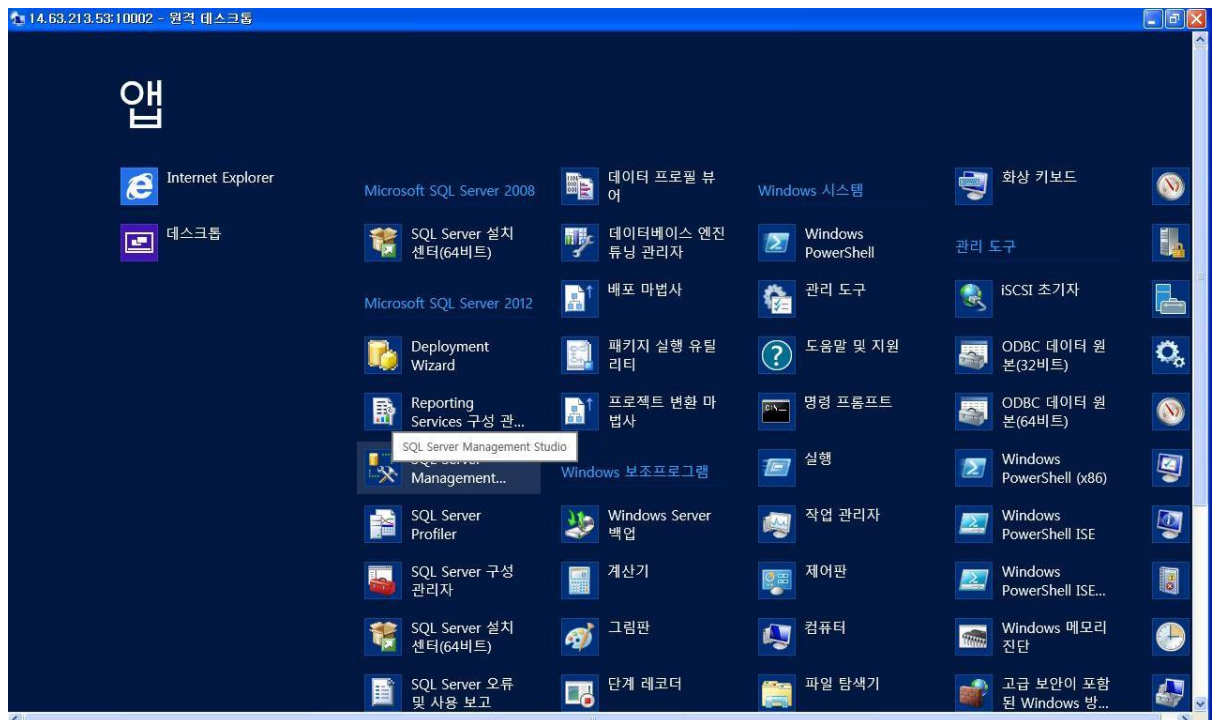 14.63.213.53:10002 - 원격 데스크톱
앱
Internet Explorer
데스크톱
Microsoft SQL Server 2008
SQL Server 설치
센터(64비트)
Microsoft SQL Server 2012
Deployment
Wizard
Reporting
Services 구성 관...
SQL Server Management Studio
SQL Server
Management...
SQL Server
Profiler
SQL Server 구성
관리자
SQL Server 설치
센터(64비트)
SQL Server 오류
및 사용 보고
데이터 프로필 뷰
어
데이터베이스 엔진
튜닝 관리자
배포 마법사
패키지 실행 유틸
리티
프로젝트 변환 마
법사
Windows 보조프로그램
Windows Server
백업
계산기
그림판
단계 레코더
Windows 시스템
Windows
PowerShell
관리 도구
도움말 및 지원
명령 프롬프트
실행
작업 관리자
제어판
컴퓨터
파일 탐색기
화상 키보드
관리 도구
iSCSI 초기자
ODBC 데이터 원
본(32비트)
ODBC 데이터 원
본(64비트)
Windows
PowerShell (x86)
Windows
PowerShell ISE
Windows
PowerShell ISE...
Windows 메모리
진단
고급 보안이 포함
된 Windows 방...